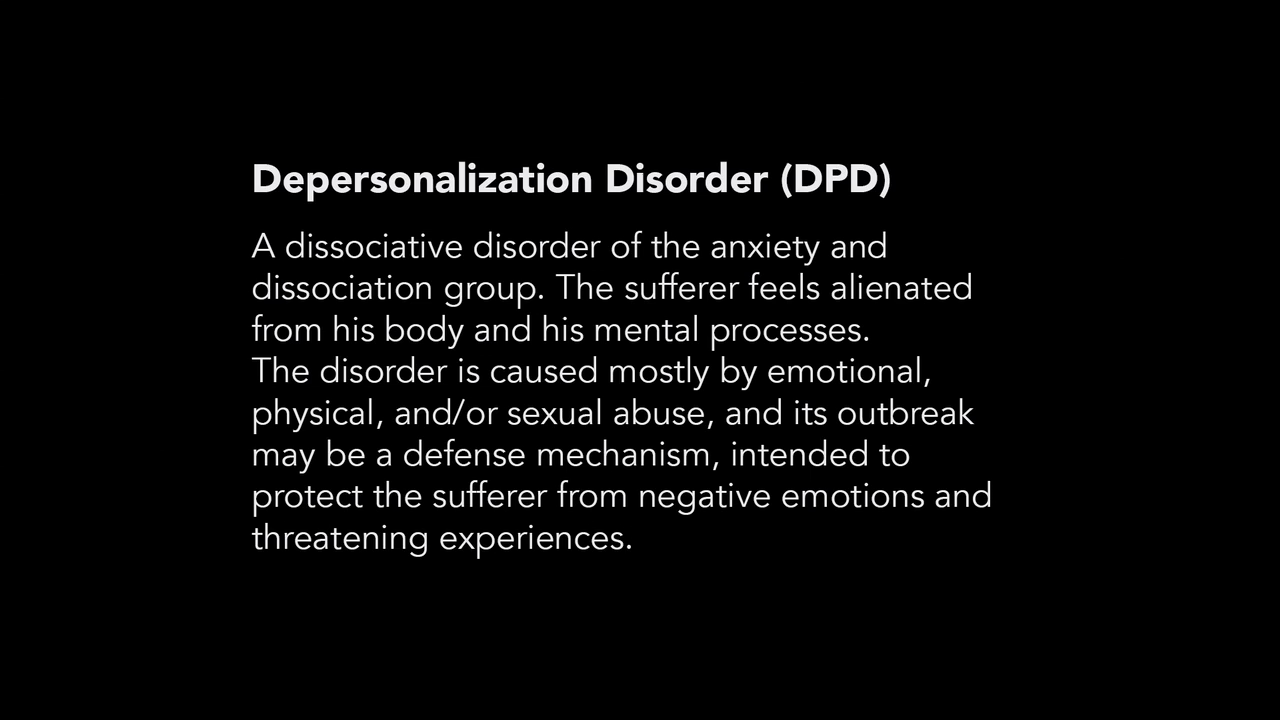 Depersonalization Disorder (DPD)
A dissociative disorder of the anxiety and
dissociation group. The sufferer feels alienated
from his body and his mental processes.
The disorder is caused mostly by emotional,
physical, and/or sexual abuse, and its outbreak
may be a defense mechanism, intended to
protect the sufferer from negative emotions and
threatening experiences.